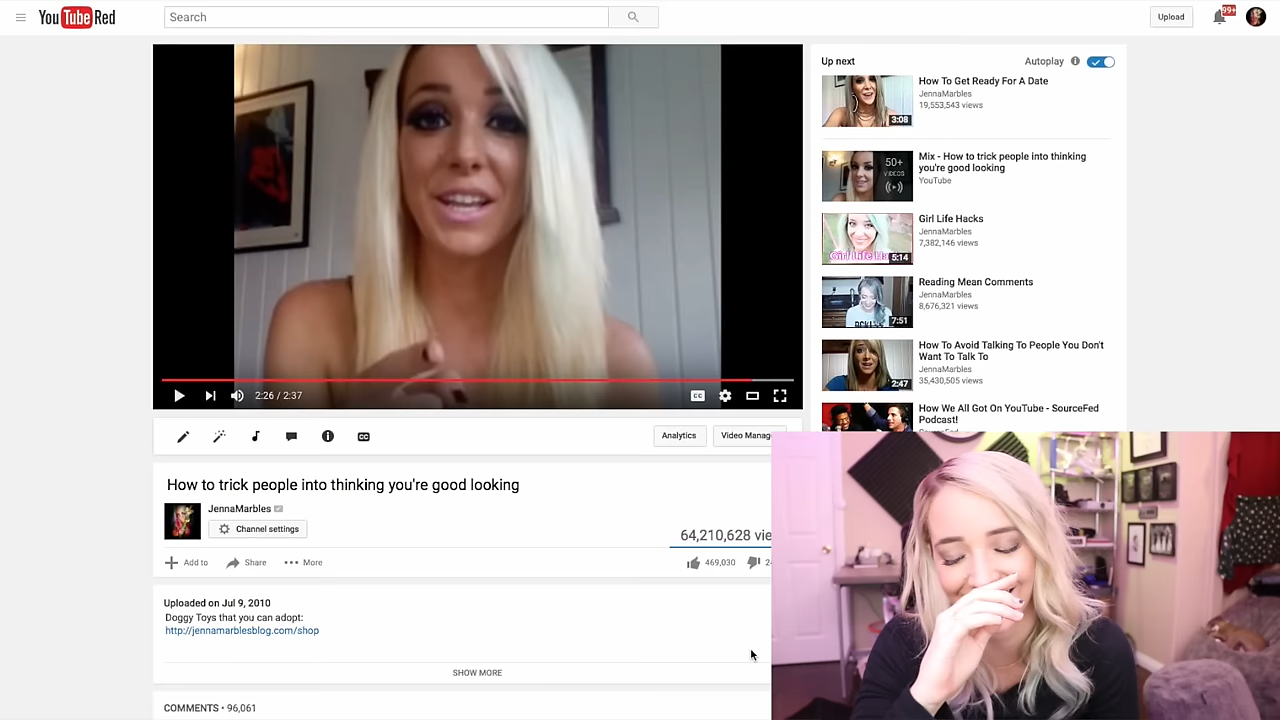 YouTube Red
Search
Upload
99+
2:26 / 2:37
CC
Analytics
Video Manag
How to trick people into thinking you're good looking
JennaMarbles
Channel settings
64,210,628 vie
Add to
Share
More
469,030
24
Uploaded on Jul 9, 2010
Doggy Toys that you can adopt:
http://jennamarblesblog.com/shop
SHOW MORE
COMMENTS • 96,061
Up next
Autoplay
How To Get Ready For A Date
JennaMarbles
19,553,543 views
3:08
Mix - How to trick people into thinking
you're good looking
YouTube
50+
VIDEOS
Girl Life Hacks
JennaMarbles
7,382,146 views
Girl Life Ha
5:14
Reading Mean Comments
JennaMarbles
8,676,321 views
7:51
How To Avoid Talking To People You Don't
Want To Talk To
JennaMarbles
35,430,505 views
2:47
How We All Got On YouTube - SourceFed
Podcast!